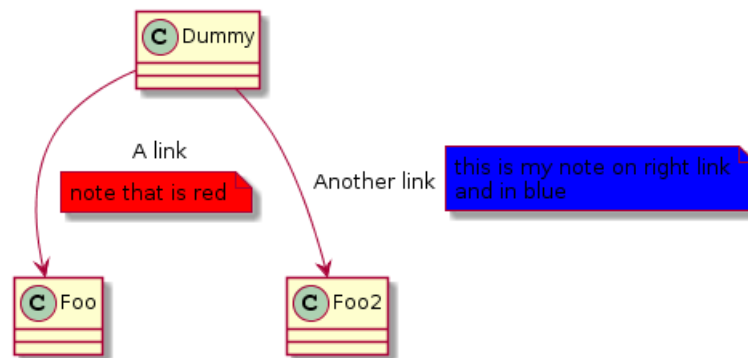 C Dummy
A link
note that is red
Another link
this is my note on right link
and in blue
C Foo
C Foo2